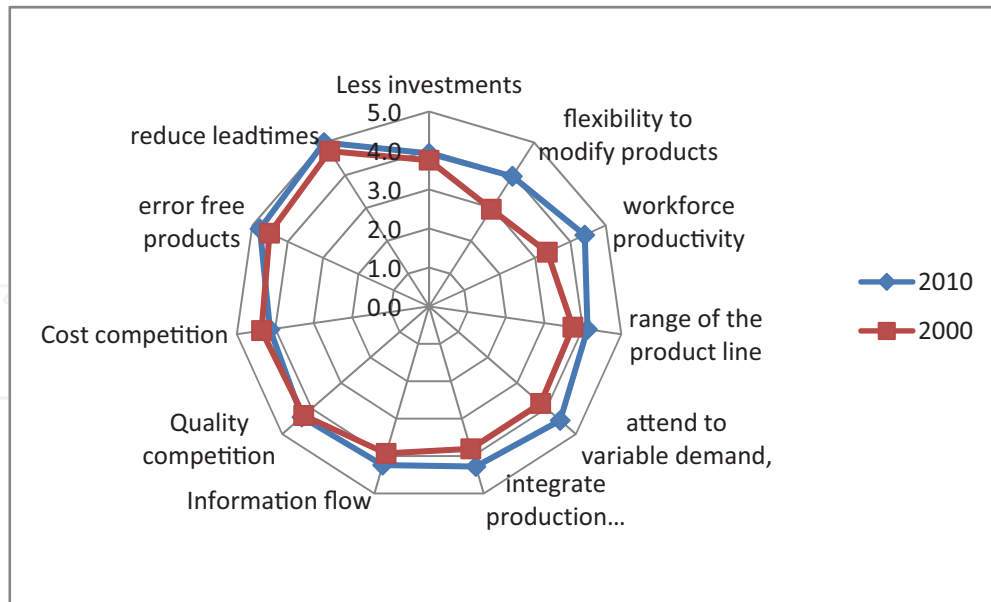 Less investments
5.0
flexibility to
modify products
reduce leadtimes
4.0
3.0
error free
products
workforce
productivity
2.0
1.0
0.0
2010
2000
Cost competition
range of the
product line
Quality
competition
attend to
variable demand,
Information flow
integrate
production…